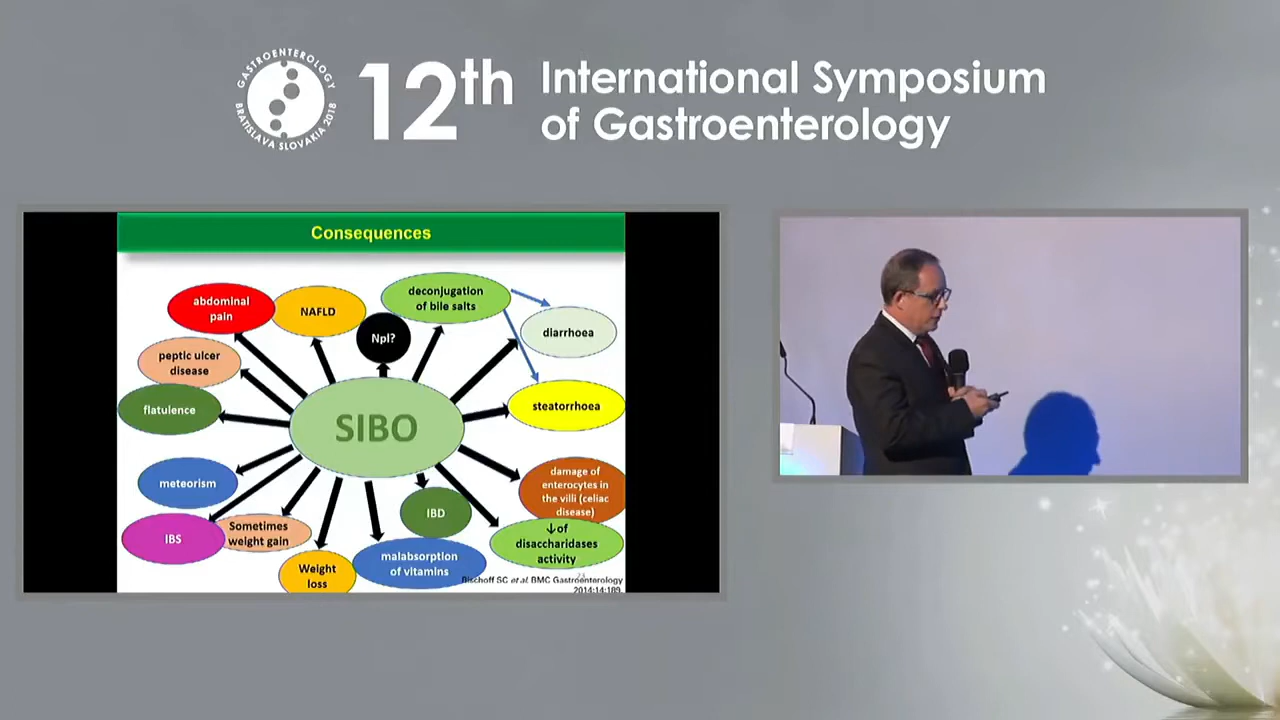 GASTROENTEROLOGY
BRATISLAVA SLOVAKIA 2018
12th
International Symposium
of Gastroenterology
Consequences
abdominal
pain
NAFLD
Npl?
deconjugation
of bile salts
diarrhoea
peptic ulcer
disease
flatulence
SIBO
steatorrhoea
meteorism
damage of
enterocytes in
the villi (celiac
disease)
IBD
IBS
Sometimes
weight gain
↓of
disaccharidases
activity
Weight
loss
malabsorption
of vitamins
Bischoff SC et al. BMC Gastroenterology
2014:14:189.